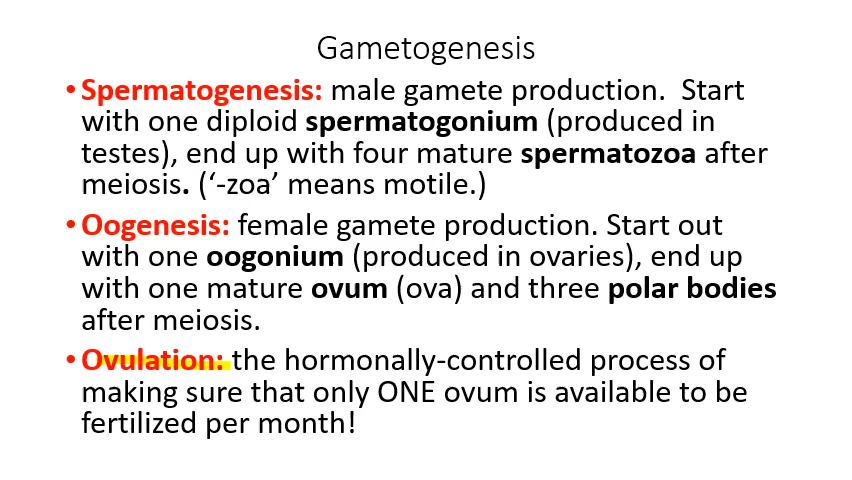 Gametogenesis
•Spermatogenesis: male gamete production.  Start
with one diploid spermatogonium (produced in
testes), end up with four mature spermatozoa after
meiosis. (‘-zoa’ means motile.)
•Oogenesis: female gamete production. Start out
with one oogonium (produced in ovaries), end up
with one mature ovum (ova) and three polar bodies
after meiosis.
•Ovulation: the hormonally-controlled process of
making sure that only ONE ovum is available to be
fertilized per month!